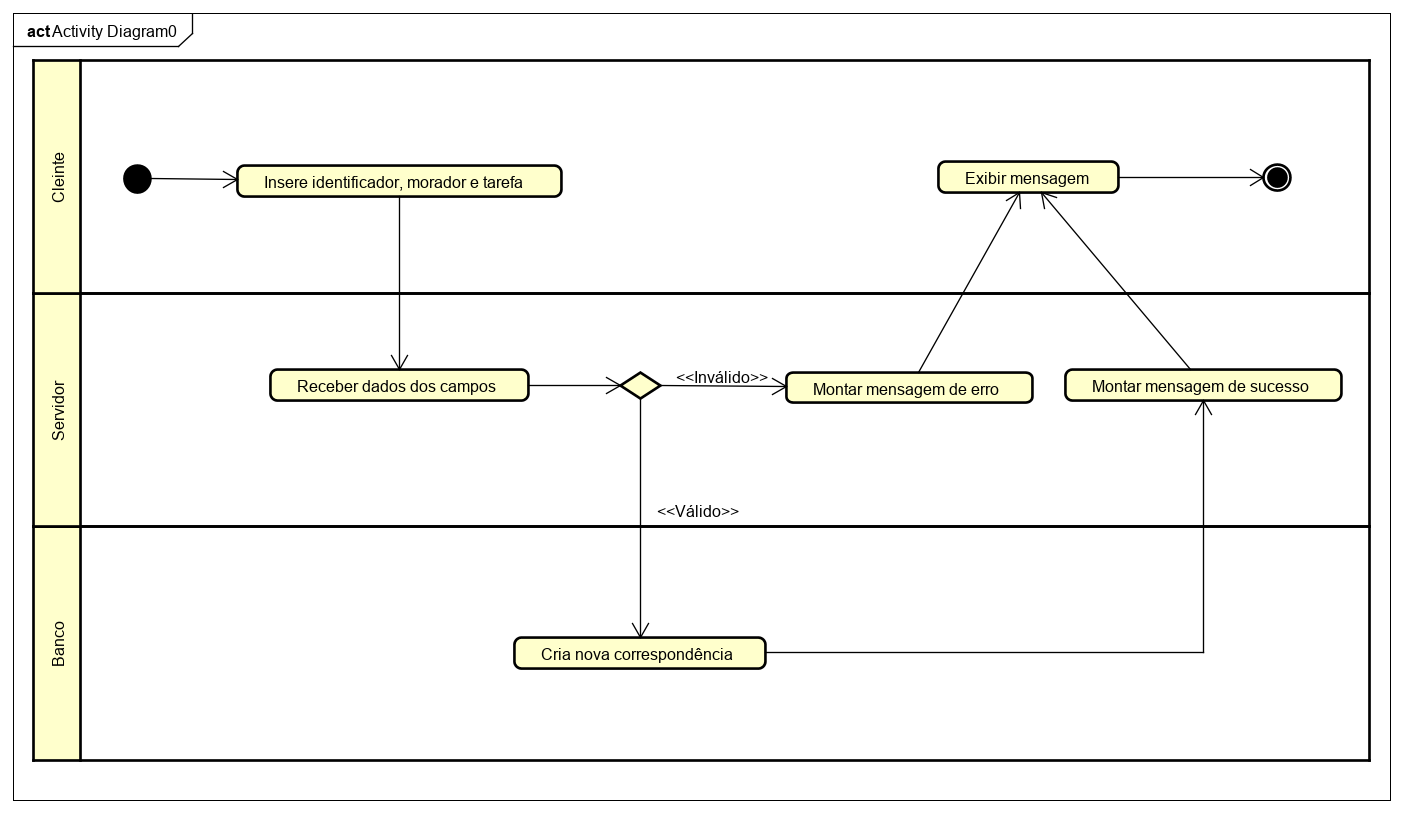 act Activity Diagram0
Cleinte
Insere identificador, morador e tarefa
Exibir mensagem
Servidor
Receber dados dos campos
<<Inválido>>
Montar mensagem de erro
Montar mensagem de sucesso
<<Válido>>
Banco
Cria nova correspondência